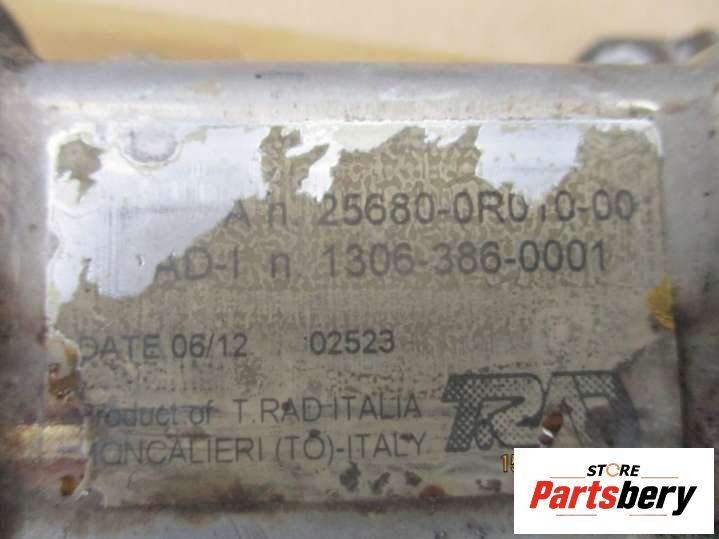 A n. 25680-0R010-00
AD-I n. 1306-386-0001
DATE 06/12 02523
Product of T.RAD ITALIA
MONCALIERI (TO)-ITALY
T.RAD
STORE
Partsbery